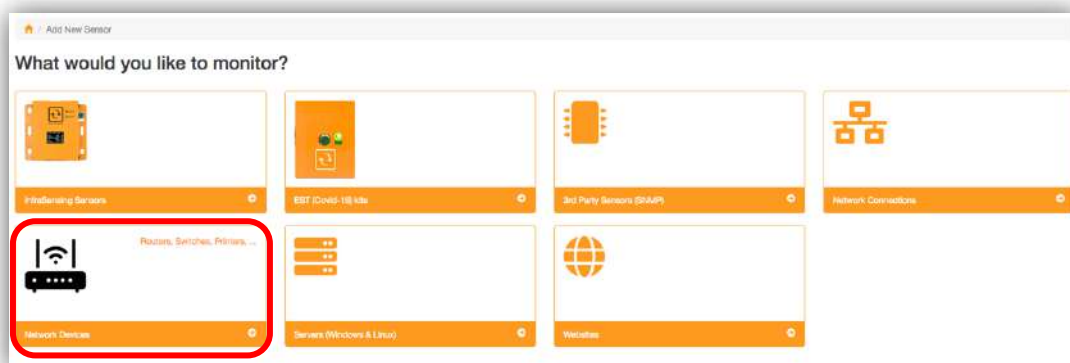 / Add New Sensor
What would you like to monitor?
InfraSensing Sensors
EST (Covid-19) kits
3rd Party Sensors (SNMP)
Network Connections
Routers, Switches, Printers, ...
Network Devices
Servers (Windows & Linux)
Websites